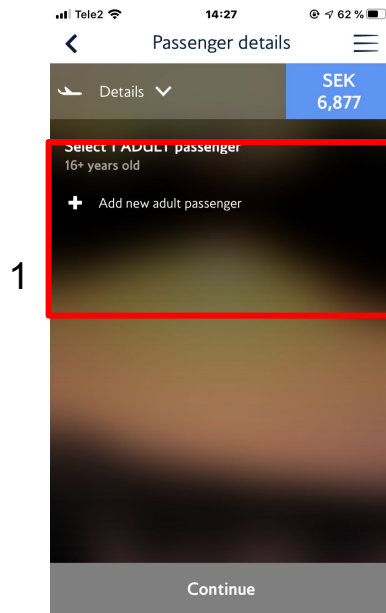 Tele2 14:27 62 %
Passenger details
Details
SEK
6,877
Select 1 ADULT passenger
16+ years old
Add new adult passenger
1
Continue